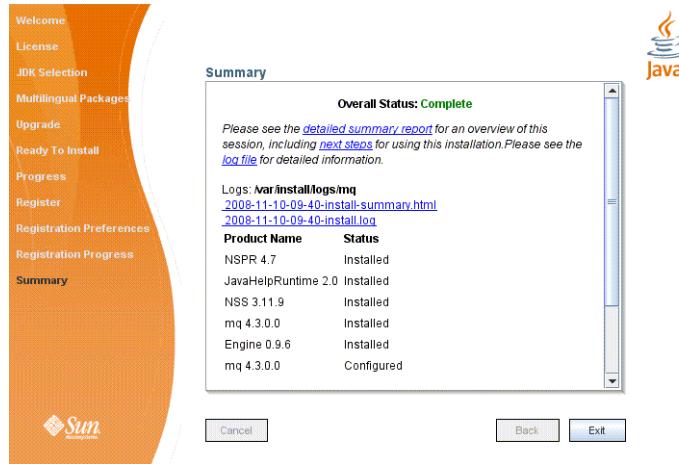 Welcome
License
JDK Selection
Multilingual Packages
Upgrade
Ready To Install
Progress
Register
Registration Preferences
Registration Progress
Summary
Sun
microsystems
Summary
Overall Status: Complete
Please see the detailed summary report for an overview of this
session, including next steps for using this installation.Please see the
log file for detailed information.
Logs: /var/install/logs/mq
2008-11-10-09-40-install-summary.html
2008-11-10-09-40-install.log
Product Name Status
NSPR 4.7 Installed
JavaHelpRuntime 2.0 Installed
NSS 3.11.9 Installed
mq 4.3.0.0 Installed
Engine 0.9.6 Installed
mq 4.3.0.0 Configured
Cancel Back Exit
Java